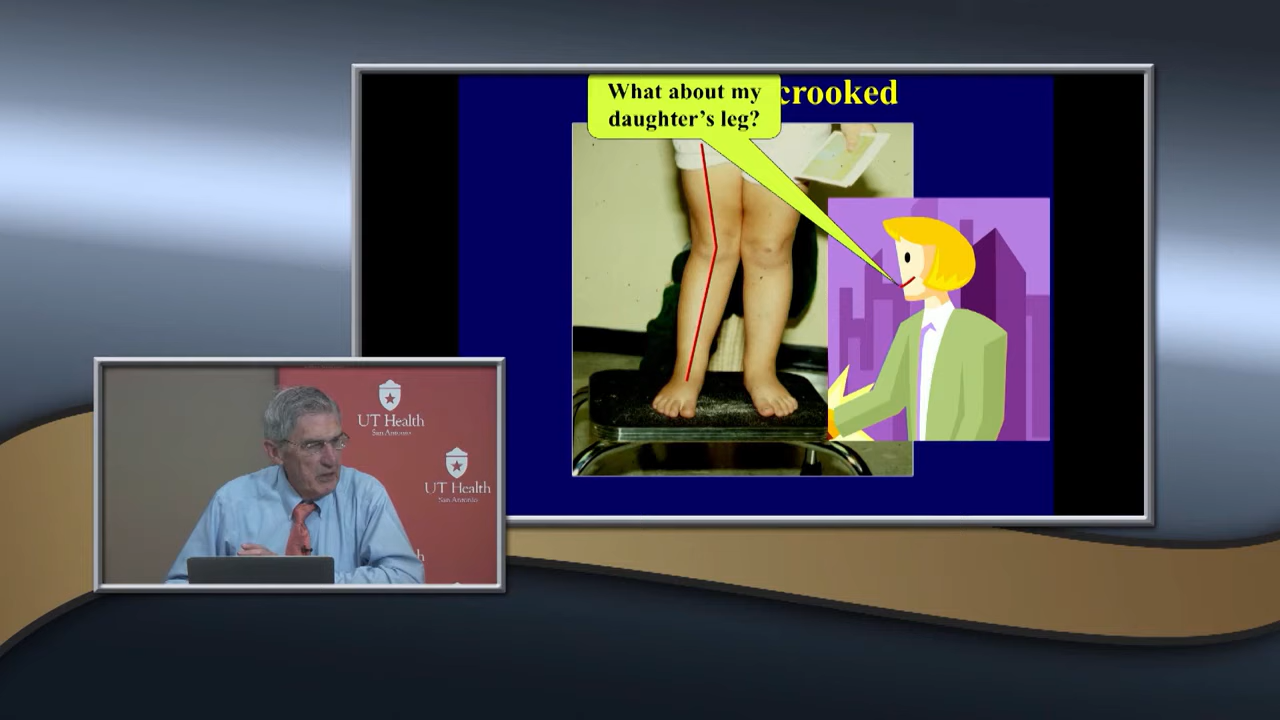 What about my
daughter's leg?
crooked
UT Health
San Antonio
UT Health
San Antonio